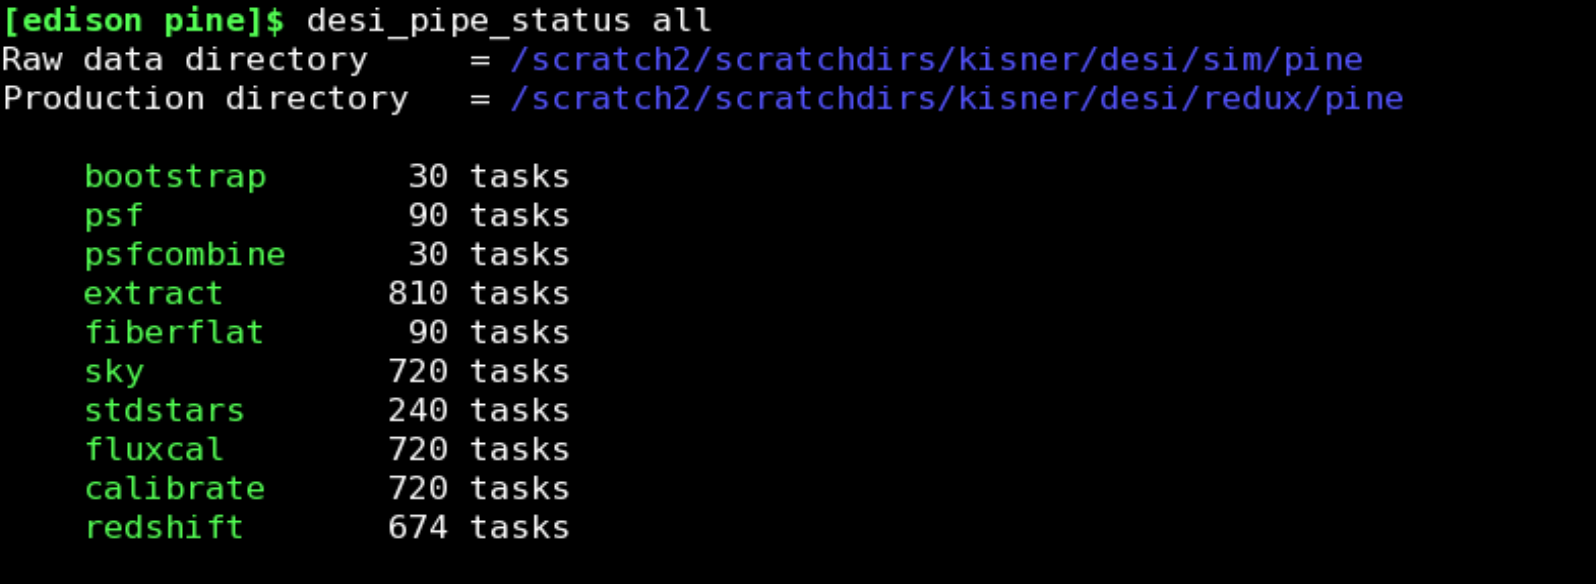 [edison pine]$ desi_pipe_status all
Raw data directory     = /scratch2/scratchdirs/kisner/desi/sim/pine
Production directory   = /scratch2/scratchdirs/kisner/desi/redux/pine
    bootstrap       30 tasks
    psf             90 tasks
    psfcombine      30 tasks
    extract        810 tasks
    fiberflat       90 tasks
    sky            720 tasks
    stdstars       240 tasks
    fluxcal        720 tasks
    calibrate      720 tasks
    redshift       674 tasks